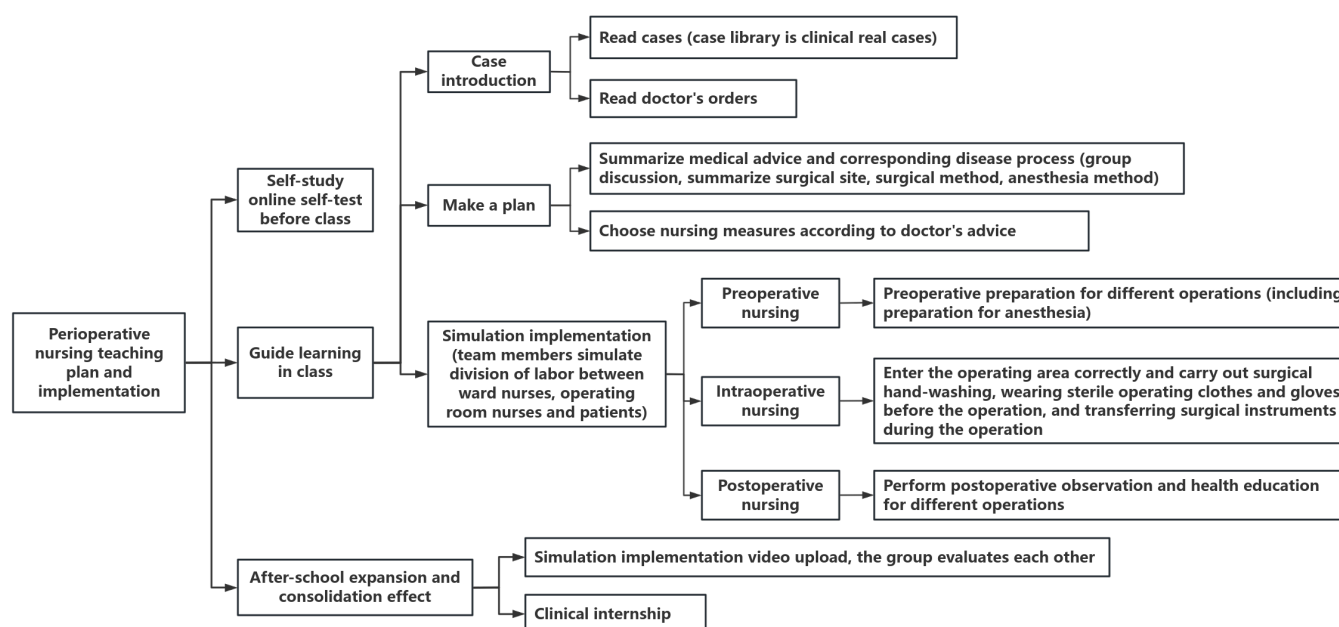 Read cases (case library is clinical real cases)
Case
introduction
Read doctor's orders
Summarize medical advice and corresponding disease process (group
discussion, summarize surgical site, surgical method, anesthesia method)
Self-study
online self-test
before class
Make a plan
Choose nursing measures according to doctor's advice
Perioperative
nursing teaching
plan and
implementation
Guide learning
in class
Simulation implementation
(team members simulate
division of labor between
ward nurses, operating
room nurses and patients)
Preoperative
nursing
Preoperative preparation for different operations (including
preparation for anesthesia)
Intraoperative
nursing
Enter the operating area correctly and carry out surgical
hand-washing, wearing sterile operating clothes and gloves
before the operation, and transferring surgical instruments
during the operation
Postoperative
nursing
Perform postoperative observation and health education
for different operations
After-school expansion and
consolidation effect
Simulation implementation video upload, the group evaluates each other
Clinical internship